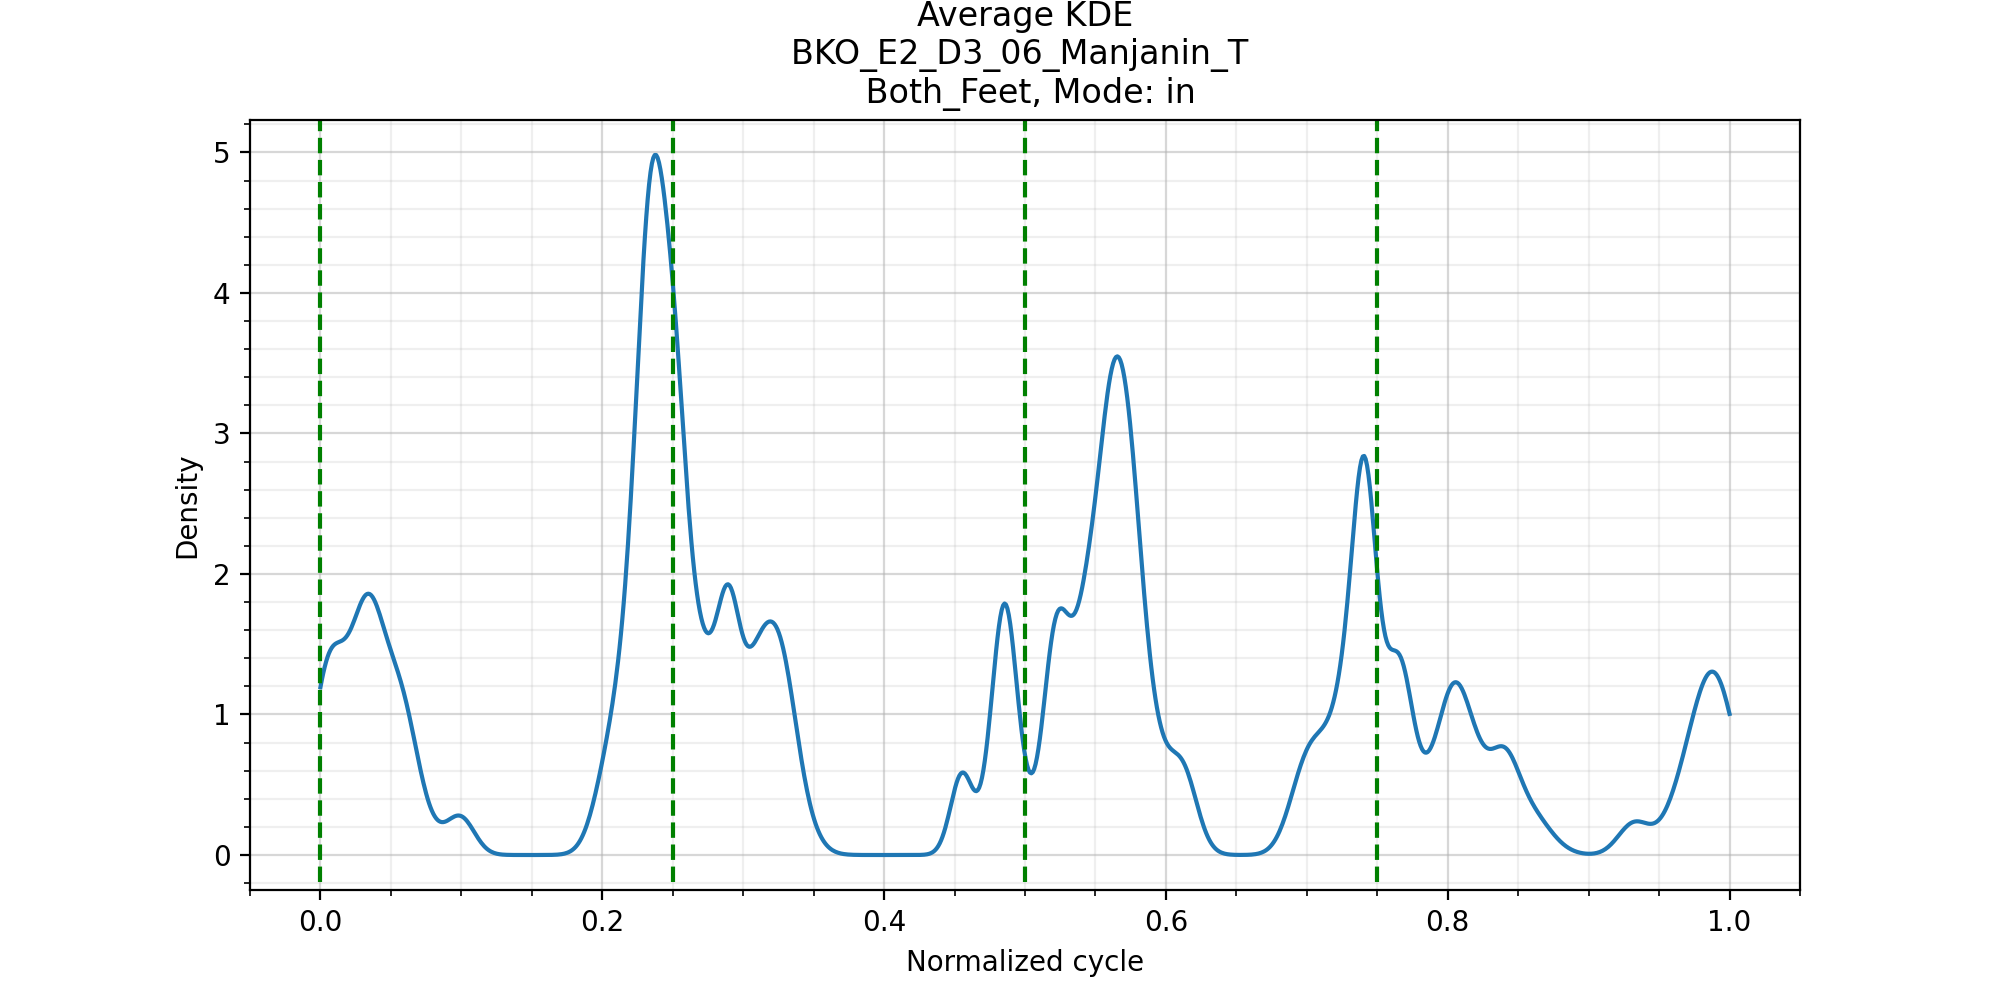 Average KDE
BKO_E2_D3_06_Manjanin_T
Both_Feet, Mode: in
5
4
3
2
1
0
Density
0.0 0.2 0.4 0.6 0.8 1.0
Normalized cycle